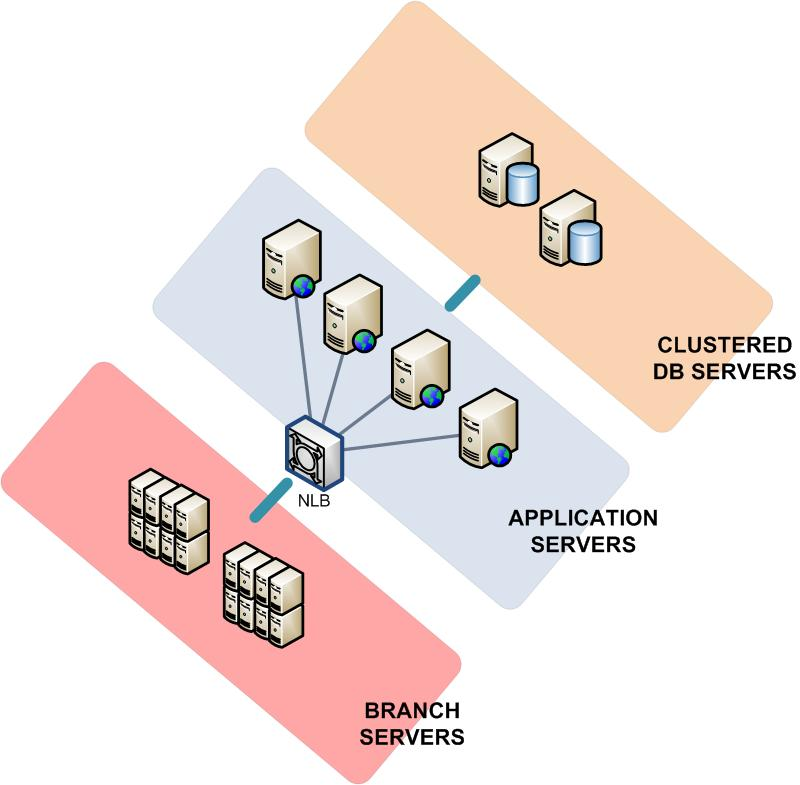 CLUSTERED
DB SERVERS
NLB
APPLICATION
SERVERS
BRANCH
SERVERS